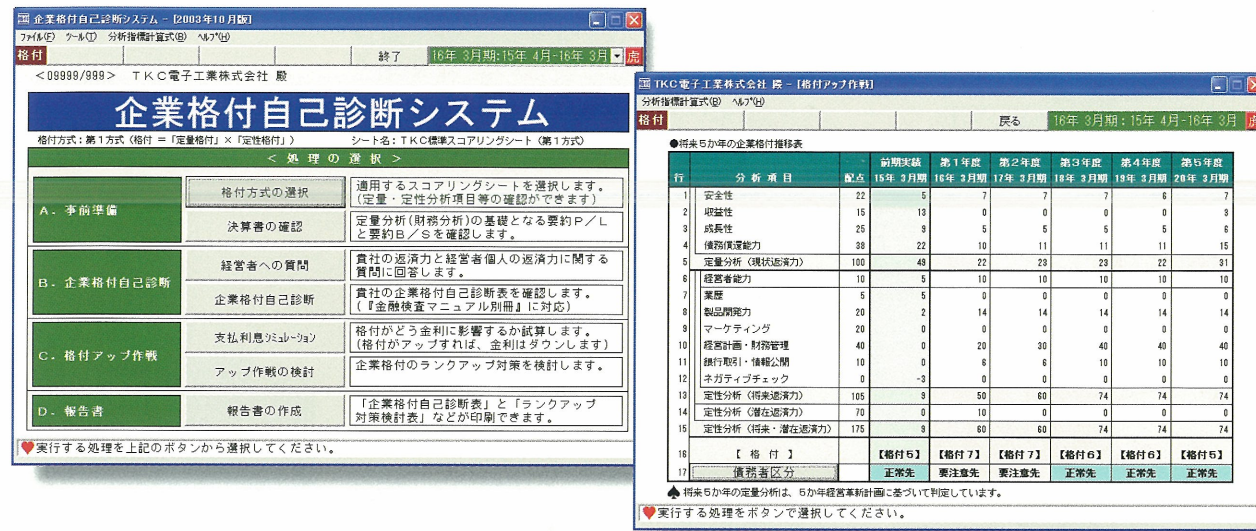 企業格付自己診断システム - [2003年10月版]
ファイル(F) ツール(T) 分析指標計算式(B) ヘルプ(H)
格付 終了 16年 3月期:15年 4月-16年 3月 虎
<09999/999> TKC電子工業株式会社 殿
企業格付自己診断システム
格付方式:第1方式(格付 =「定量格付」×「定性格付」) シート名:TKC標準スコアリングシート(第1方式)
< 処 理 の 選 択 >
A. 事前準備
格付方式の選択
適用するスコアリングシートを選択します。
(定量・定性分析項目等の確認ができます)
決算書の確認
定量分析(財務分析)の基礎となる要約P/L
と要約B/Sを確認します。
B. 企業格付自己診断
経営者への質問
貴社の返済力と経営者個人の返済力に関する
質問に回答します。
企業格付自己診断
貴社の企業格付自己診断表を確認します。
(『金融検査マニュアル別冊』に対応)
C. 格付アップ作戦
支払利息シミュレーション
格付がどう金利に影響するか試算します。
(格付がアップすれば、金利はダウンします)
アップ作戦の検討
企業格付のランクアップ対策を検討します。
D. 報告書
報告書の作成
「企業格付自己診断表」と「ランクアップ
対策検討表」などが印刷できます。
♥実行する処理を上記のボタンから選択してください。
TKC電子工業株式会社 殿 - [格付アップ作戦]
分析指標計算式(B) ヘルプ(H)
格付 戻る 16年 3月期:15年 4月-16年 3月
●将来5か年の企業格付推移表
前期実績 第1年度 第2年度 第3年度 第4年度 第5年度
行 分 析 項 目 配点 15年 3月期 16年 3月期 17年 3月期 18年 3月期 19年 3月期 20年 3月期
1 安全性 22 5 7 7 7 6 7
2 収益性 15 13 0 0 0 0 3
3 成長性 25 9 5 5 5 5 6
4 債務償還能力 38 22 10 11 11 11 15
5 定量分析(現状返済力) 100 49 22 23 23 22 31
6 経営者能力 10 5 10 10 10 10 10
7 業歴 5 5 0 0 0 0 0
8 製品開発力 20 2 14 14 14 14 14
9 マーケティング 20 0 0 0 0 0 0
10 経営計画・財務管理 40 0 20 30 40 40 40
11 銀行取引・情報公開 10 0 6 6 10 10 10
12 ネガティブチェック 0 -3 0 0 0 0 0
13 定性分析(将来返済力) 105 9 50 60 74 74 74
14 定性分析(潜在返済力) 70 0 10 0 0 0 0
15 定性分析(将来・潜在返済力) 175 9 60 60 74 74 74
16 【 格 付 】 【格付5】 【格付7】 【格付7】 【格付6】 【格付6】 【格付5】
17 債務者区分 正常先 要注意先 要注意先 正常先 正常先 正常先
♠将来5か年の定量分析は、5か年経営革新計画に基づいて判定しています。
♥実行する処理をボタンで選択してください。